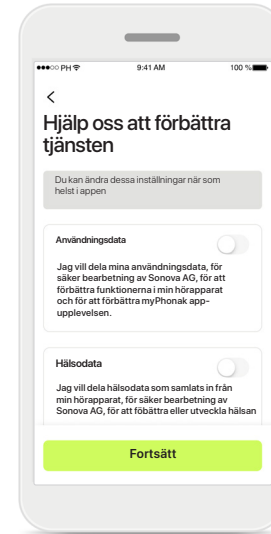 PH
9:41 AM
100 %
Hjälp oss att förbättra
tjänsten
Du kan ändra dessa inställningar när som
helst i appen
Användningsdata
Jag vill dela mina användningsdata, för
säker bearbetning av Sonova AG, för att
förbättra funktionerna i min hörapparat
och för att förbättra myPhonak app-
upplevelsen.
Hälsodata
Jag vill dela hälsodata som samlats in från
min hörapparat, för säker bearbetning av
Sonova AG, för att föbättra eller utveckla hälsan
Fortsätt